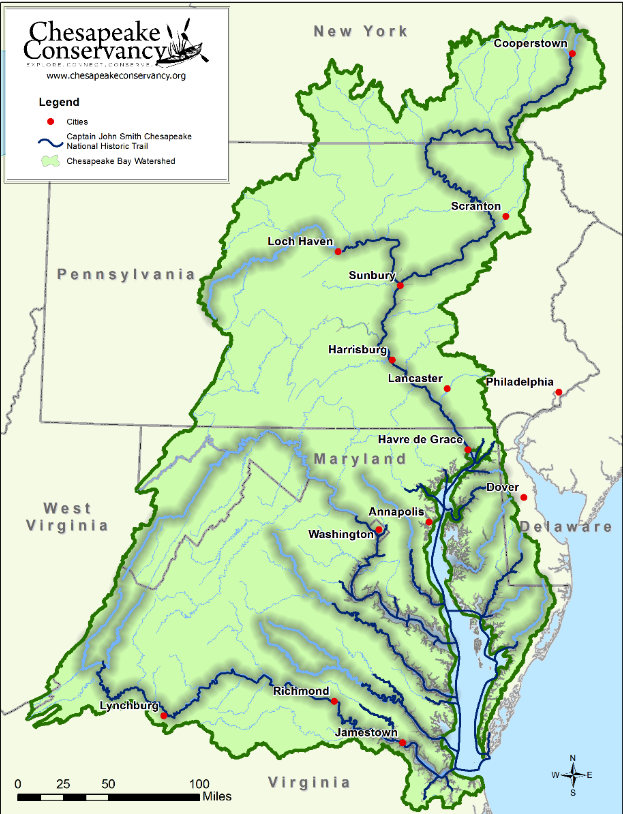 Chesapeake
Conservancy
EXPLORE. CONNECT. CONSERVE.
www.chesapeakeconservancy.org
Legend
Cities
Captain John Smith Chesapeake
National Historic Trail
Chesapeake Bay Watershed
New York
Cooperstown
Scranton
Loch Haven
Pennsylvania
Sunbury
Harrisburg
Lancaster
Philadelphia
Havre de Grace
Maryland
Dover
West
Virginia
Annapolis
Delaware
Washington
Richmond
Lynchburg
Jamestown
Virginia
0 25 50 100
Miles
N
W E
S